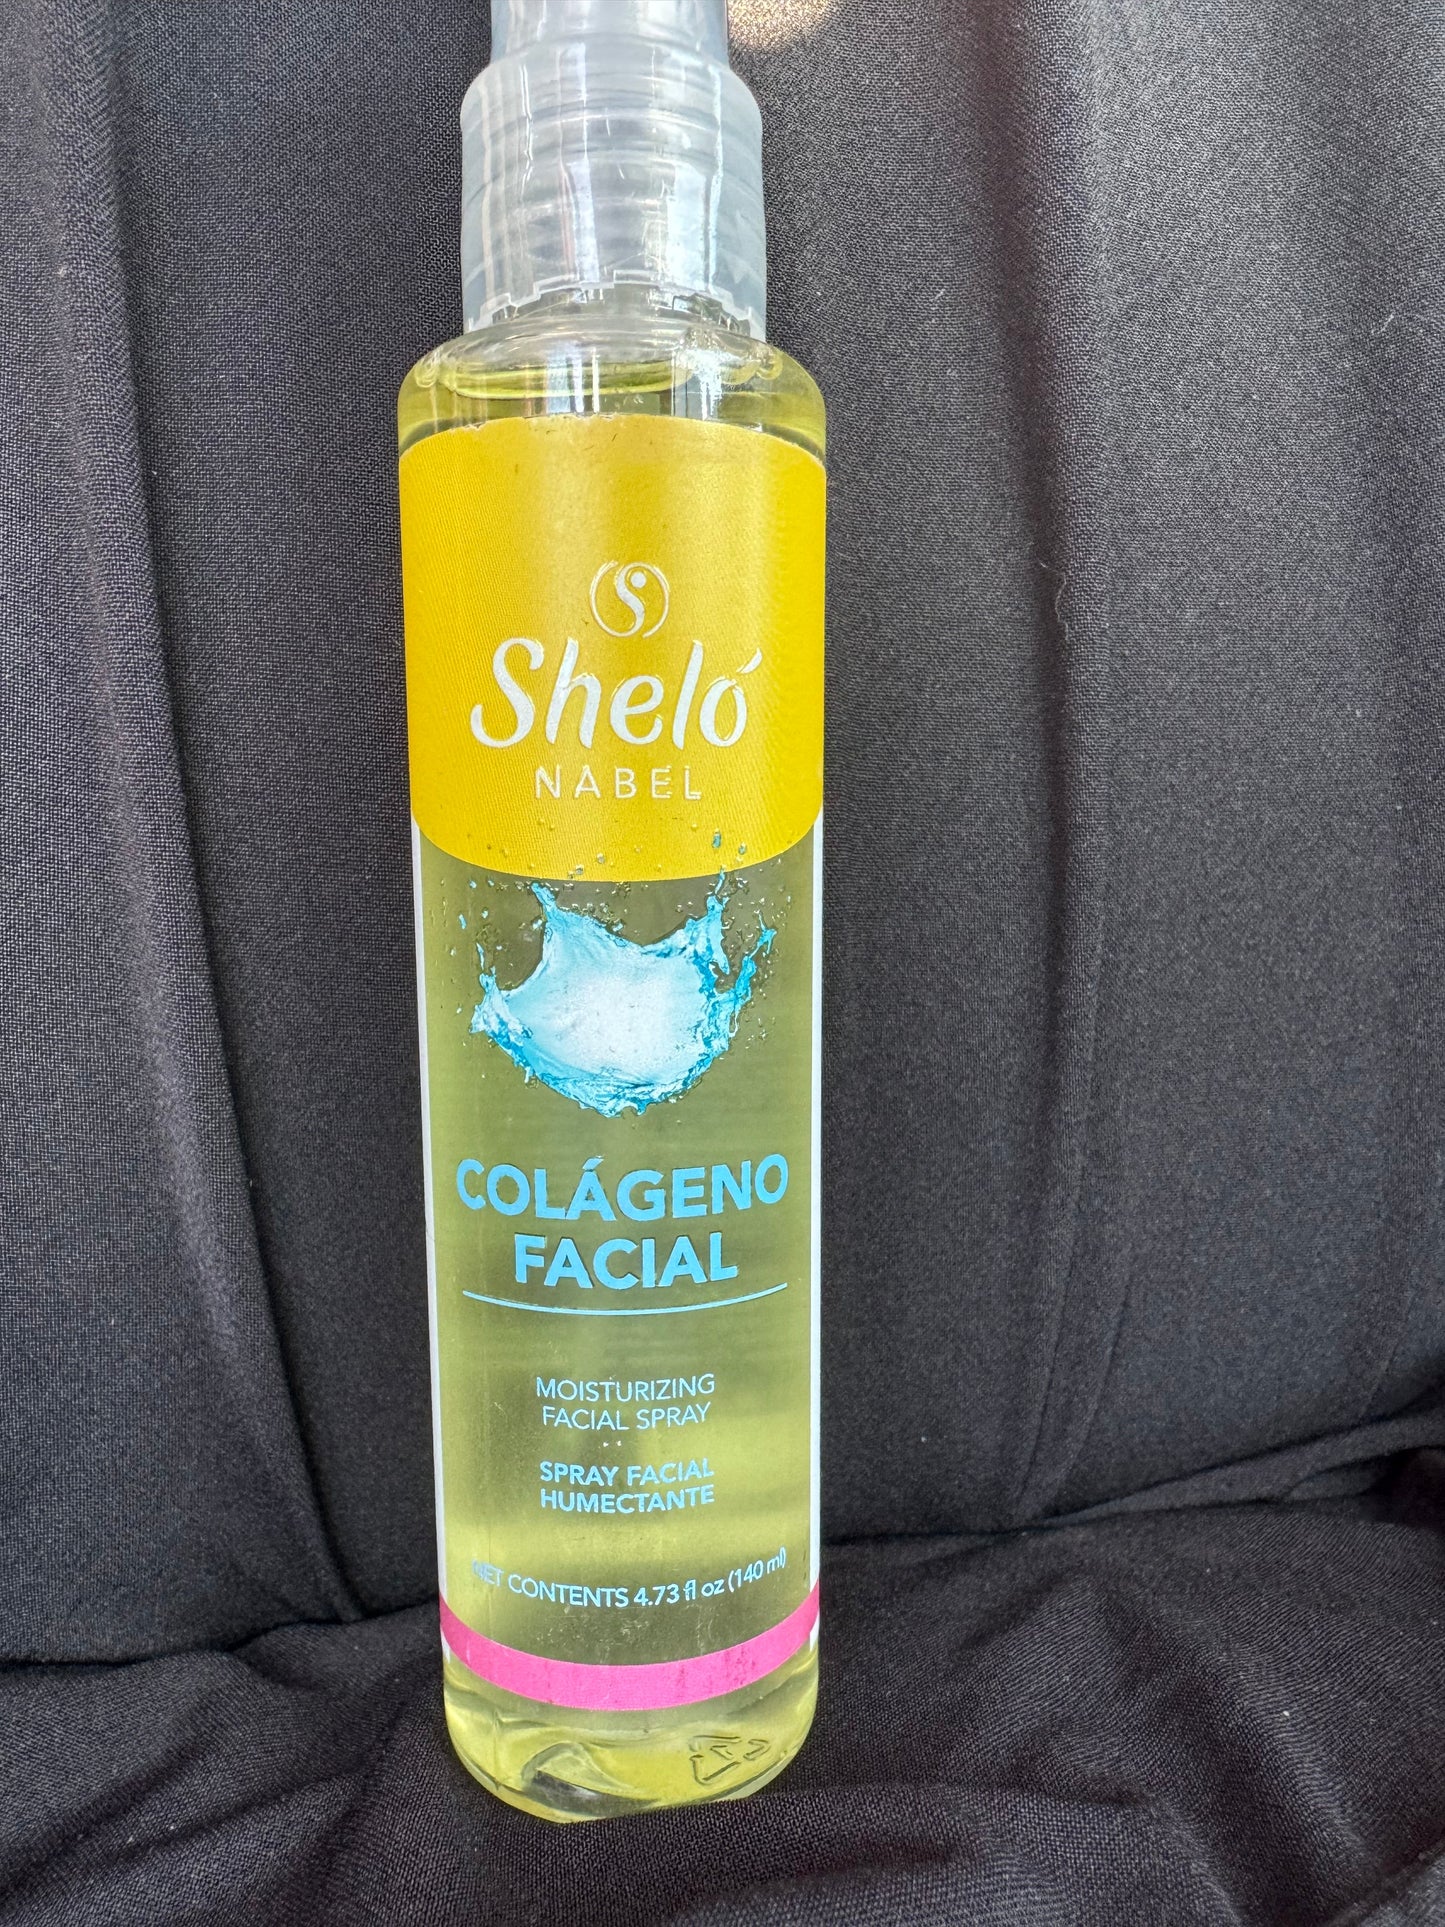 Sheló
NABEL
COLÁGENO
FACIAL
MOISTURIZING
FACIAL SPRAY
SPRAY FACIAL
HUMECTANTE
NET CONTENTS 4.73 fl oz (140 ml)